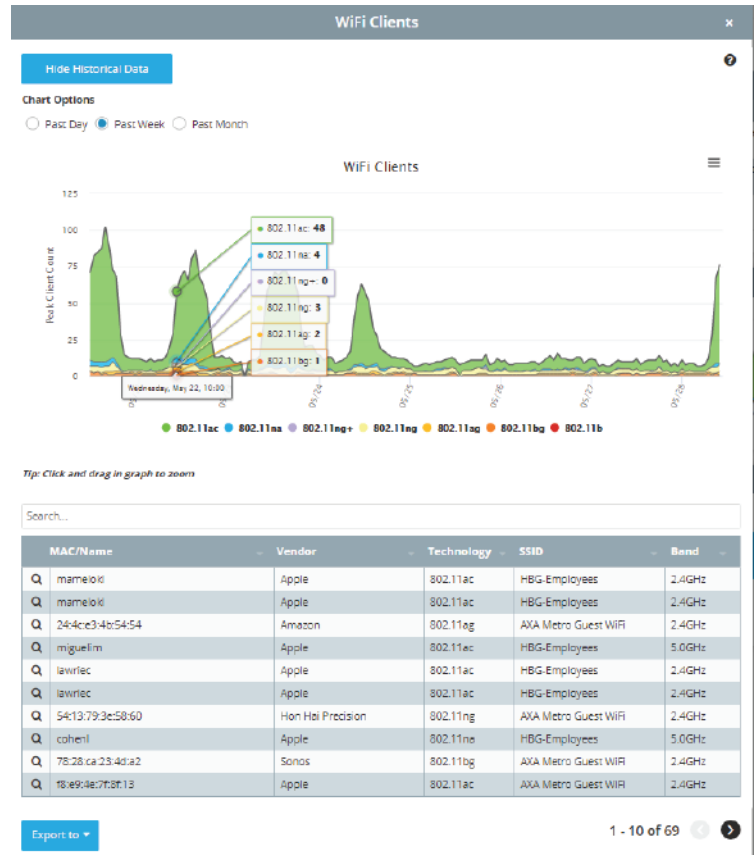 WiFi Clients ×
Hide Historical Data
Chart Options
Past Day Past Week Past Month
WiFi Clients
Peak Client Count
125
100
75
50
25
0
802.11ac: 48
802.11na: 4
802.11ng+: 0
802.11ng: 3
802.11ag: 2
802.11bg: 1
Wednesday, May 22, 10:00
05/24
05/25
05/26
05/27
05/28
802.11ac 802.11na 802.11ng+ 802.11ng 802.11ag 802.11bg 802.11b
Tip: Click and drag in graph to zoom
Search...
MAC/Name Vendor Technology SSID Band
mameloki Apple 802.11ac HBG-Employees 2.4GHz
mameloki Apple 802.11ac HBG-Employees 2.4GHz
24:4c:e3:4b:54:54 Amazon 802.11ag AXA Metro Guest WiFi 2.4GHz
miguelim Apple 802.11ac HBG-Employees 5.0GHz
lawriec Apple 802.11ac HBG-Employees 2.4GHz
lawriec Apple 802.11ac HBG-Employees 2.4GHz
54:13:79:3e:58:60 Hon Hai Precision 802.11ng AXA Metro Guest WiFi 2.4GHz
cohenl Apple 802.11na HBG-Employees 5.0GHz
78:28:ca:23:4d:a2 Sonos 802.11bg AXA Metro Guest WiFi 2.4GHz
f8:e9:4e:7f:8f:13 Apple 802.11ac AXA Metro Guest WiFi 2.4GHz
Export to
1 - 10 of 69